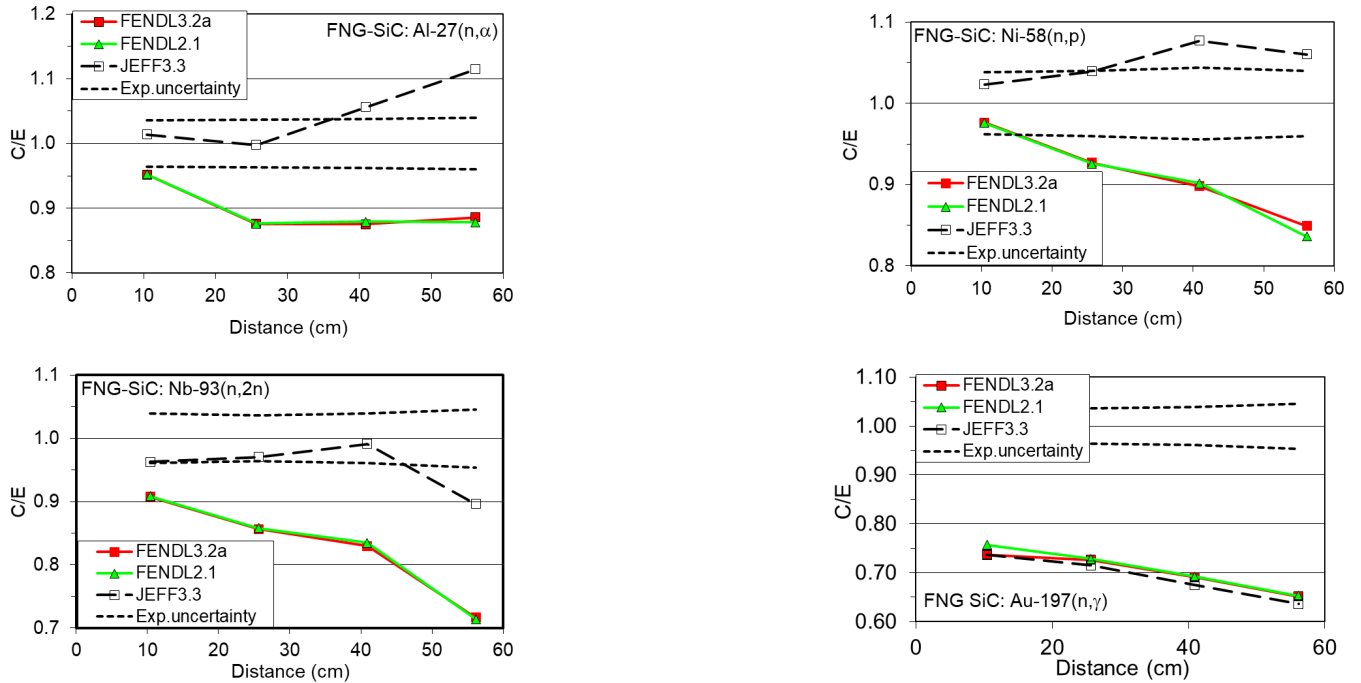 FNG-SiC: Al-27(n,α)
FENDL3.2a
FENDL2.1
JEFF3.3
Exp.uncertainty
C/E
1.2
1.1
1.0
0.9
0.8
0 10 20 30 40 50 60
Distance (cm)
FNG-SiC: Ni-58(n,p)
C/E
1.1
1.0
0.9
0.8
FENDL3.2a
FENDL2.1
JEFF3.3
Exp.uncertainty
0 20 40 60
Distance (cm)
FNG-SiC: Nb-93(n,2n)
C/E
1.1
1.0
0.9
0.8
0.7
FENDL3.2a
FENDL2.1
JEFF3.3
Exp.uncertainty
0 10 20 30 40 50 60
Distance (cm)
FENDL3.2a
FENDL2.1
JEFF3.3
Exp.uncertainty
C/E
1.10
1.00
0.90
0.80
0.70
0.60
FNG SiC: Au-197(n,γ)
0 20 40 60
Distance (cm)